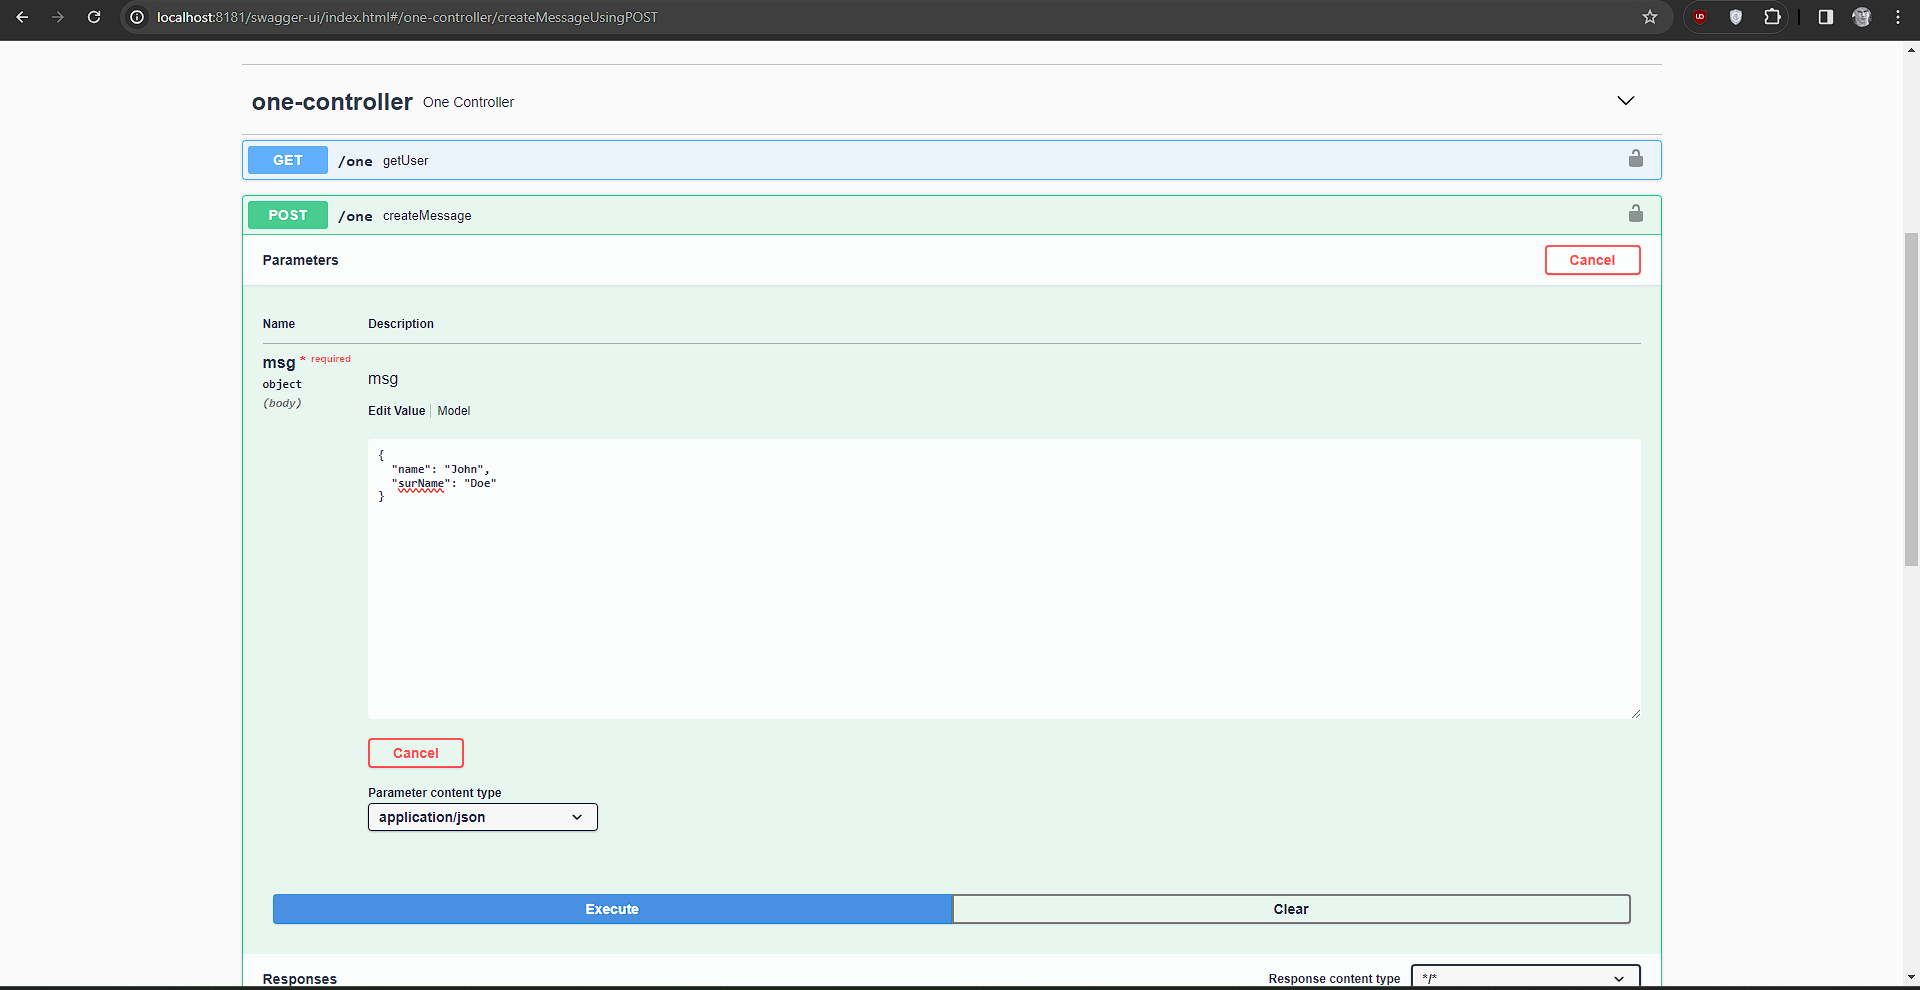 localhost:8181/swagger-ui/index.html#/one-controller/createMessageUsingPOST
one-controller One Controller
GET /one getUser
POST /one createMessage
Parameters Cancel
Name Description
msg * required
object
(body)
msg
Edit Value Model
{
"name": "John",
"surName": "Doe"
}
Cancel
Parameter content type
application/json
Execute Clear
Responses Response content type */*